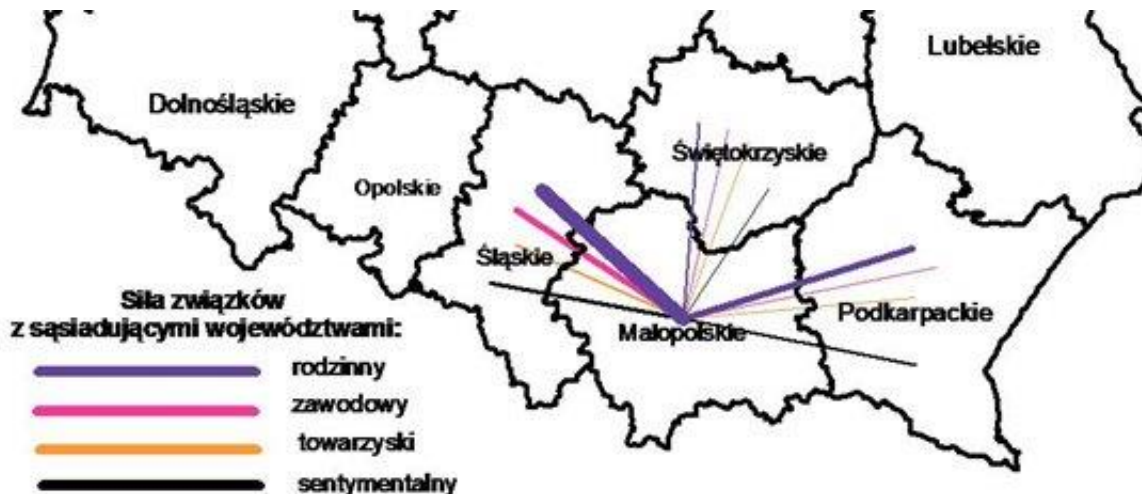 Lubelskie
Dolnośląskie
Świętokrzyskie
Opolskie
Śląskie
Siła związków
z sąsiadującymi województwami:
Podkarpackie
Małopolskie
rodzinny
zawodowy
towarzyski
sentymentalny